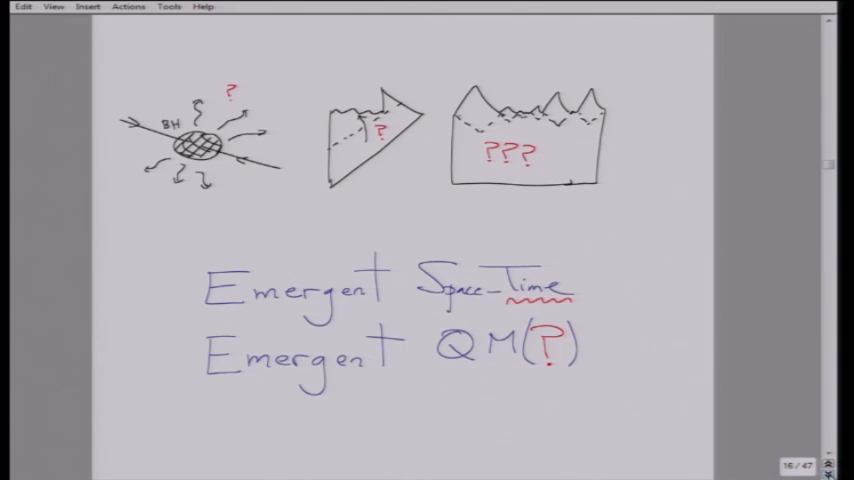 Edit View Insert Actions Tools Help
?
BH
?
???
Emergent Space-Time
Emergent QM(?)
16/47